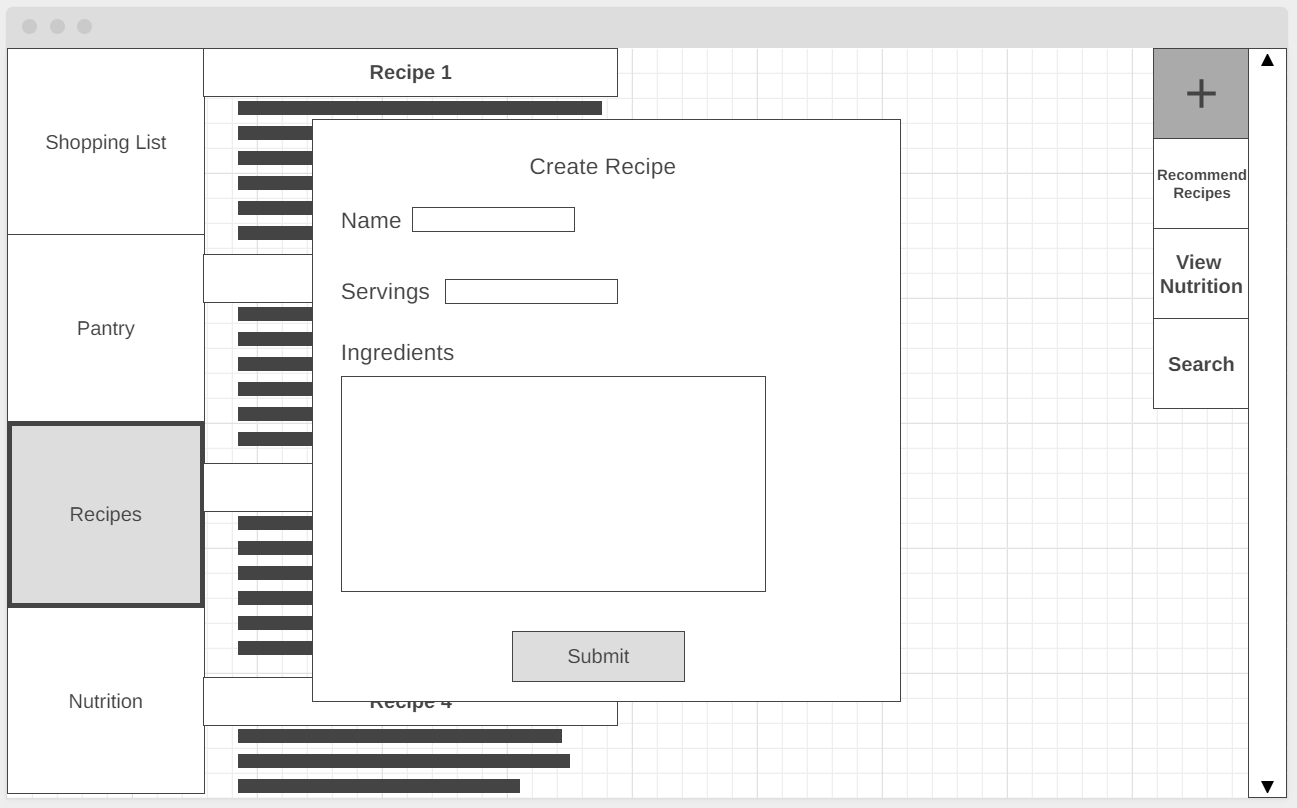 Recipe 1
Shopping List
Pantry
Recipes
Nutrition
Create Recipe
Name
Servings
Ingredients
Submit
Recipe 4
+
Recommend
Recipes
View
Nutrition
Search